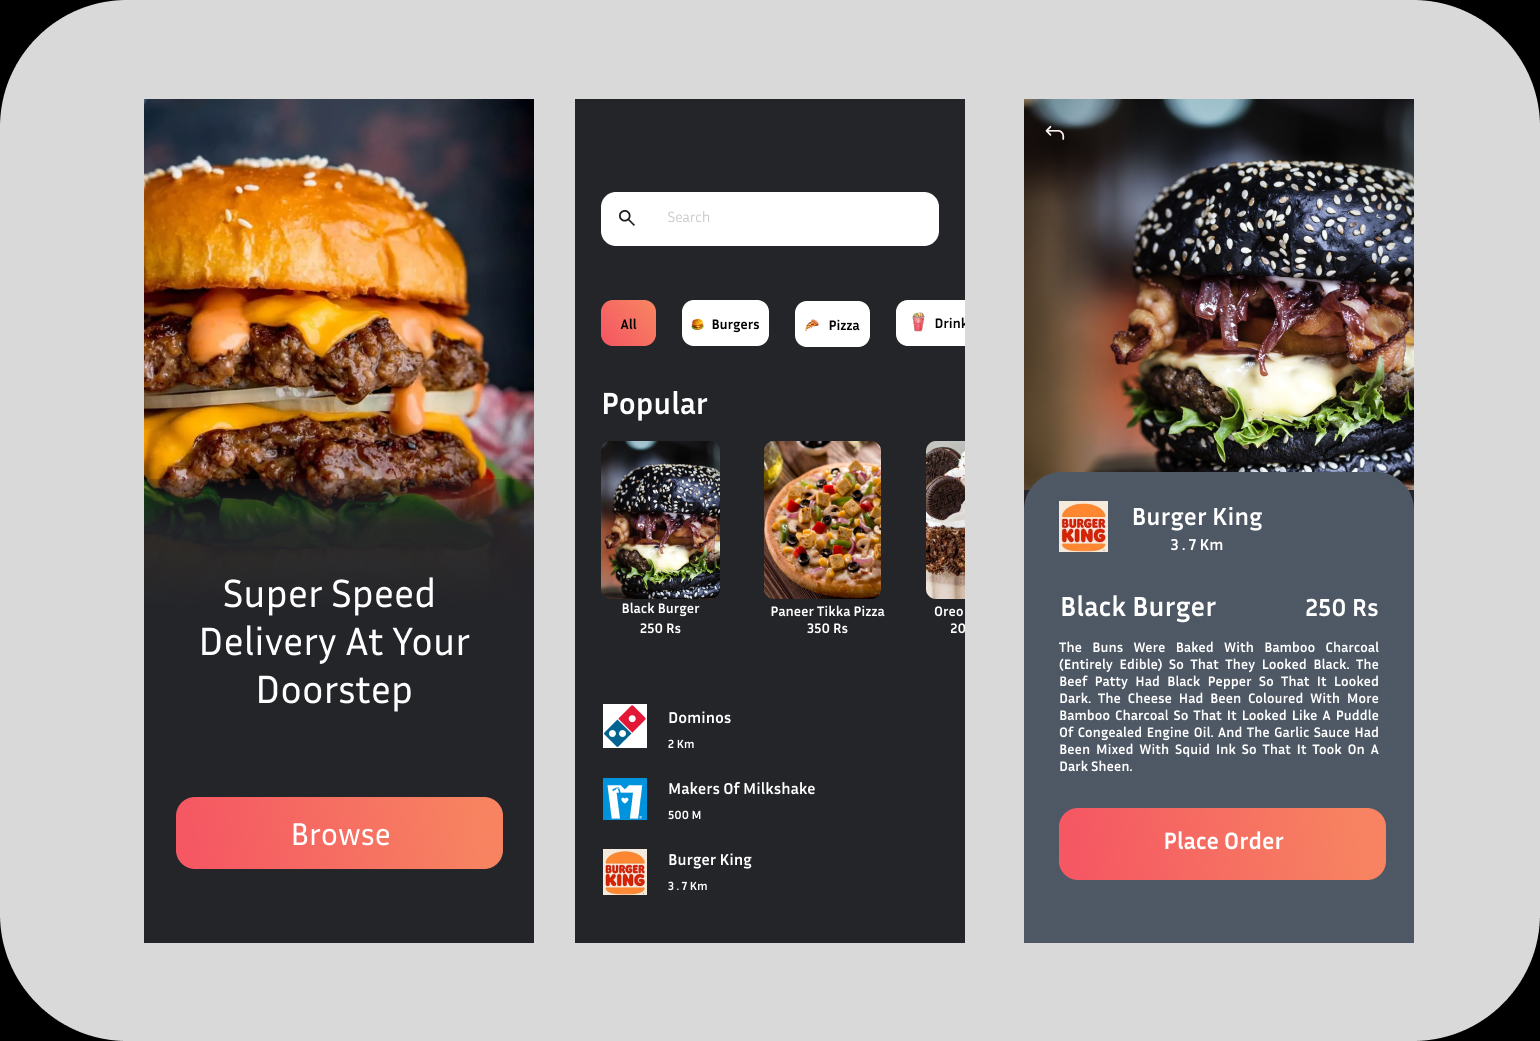 Super Speed
Delivery At Your
Doorstep
Browse
Search
All
Burgers
Pizza
Drink
Popular
Black Burger
250 Rs
Paneer Tikka Pizza
350 Rs
Oreo
20
Dominos
2 Km
Makers Of Milkshake
500 M
BURGER
KING
Burger King
3 . 7 Km
BURGER
KING
Burger King
3 . 7 Km
Black Burger 250 Rs
The Buns Were Baked With Bamboo Charcoal
(Entirely Edible) So That They Looked Black. The
Beef Patty Had Black Pepper So That It Looked
Dark. The Cheese Had Been Coloured With More
Bamboo Charcoal So That It Looked Like A Puddle
Of Congealed Engine Oil. And The Garlic Sauce Had
Been Mixed With Squid Ink So That It Took On A
Dark Sheen.
Place Order